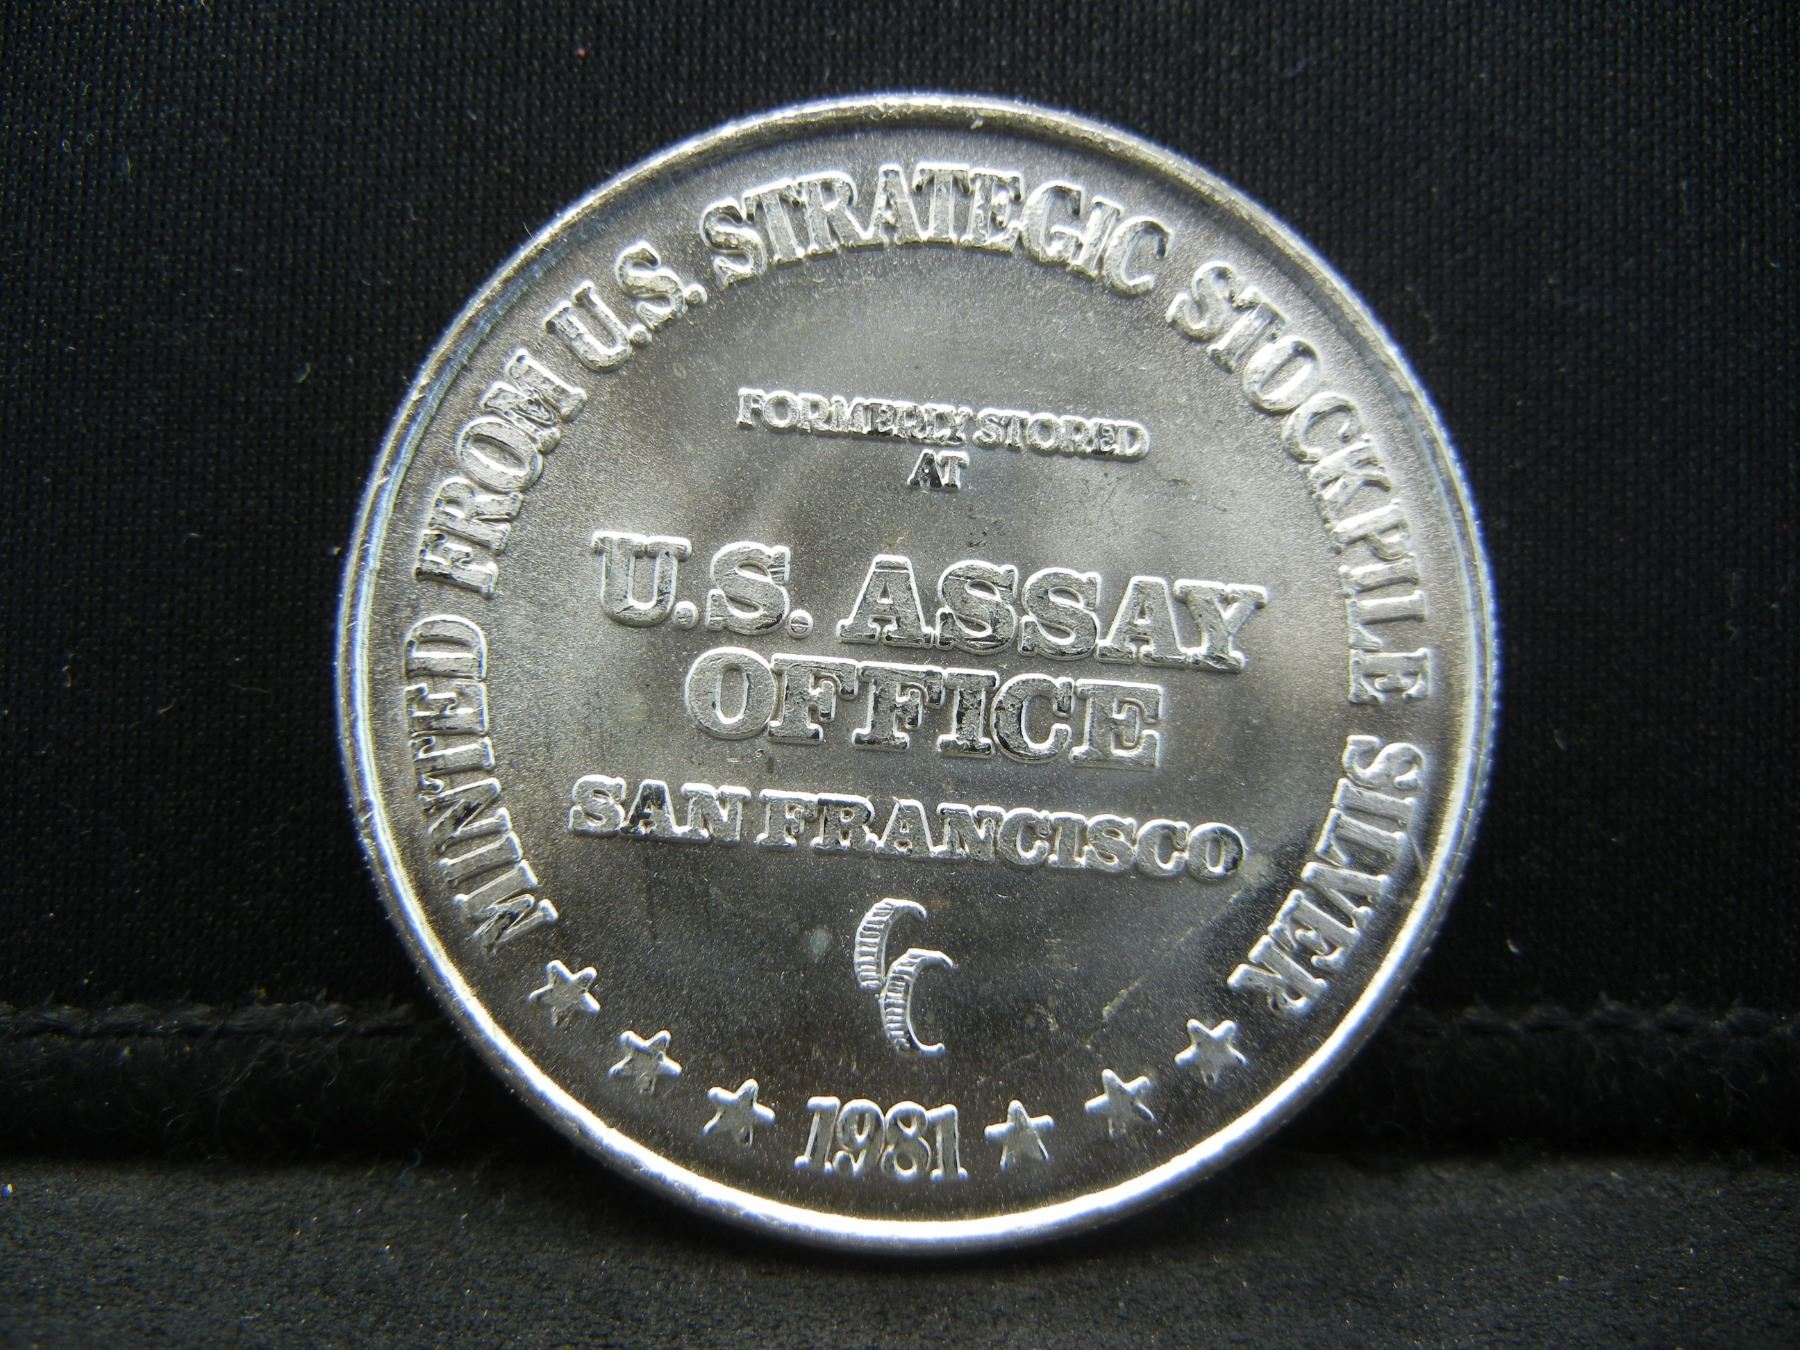 MINTED FROM U.S. STRATEGIC STOCKPILE SILVER
FORMERLY STORED
AT
U.S. ASSAY
OFFICE
SAN FRANCISCO
1981